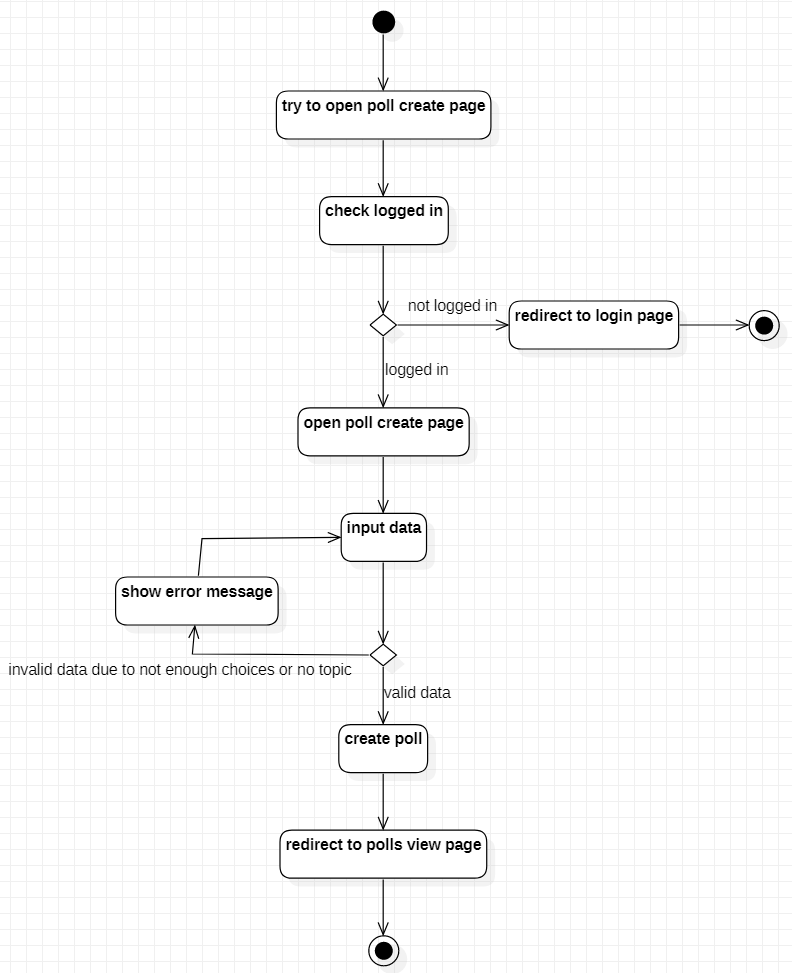 try to open poll create page
check logged in
not logged in
redirect to login page
logged in
open poll create page
input data
show error message
invalid data due to not enough choices or no topic
valid data
create poll
redirect to polls view page